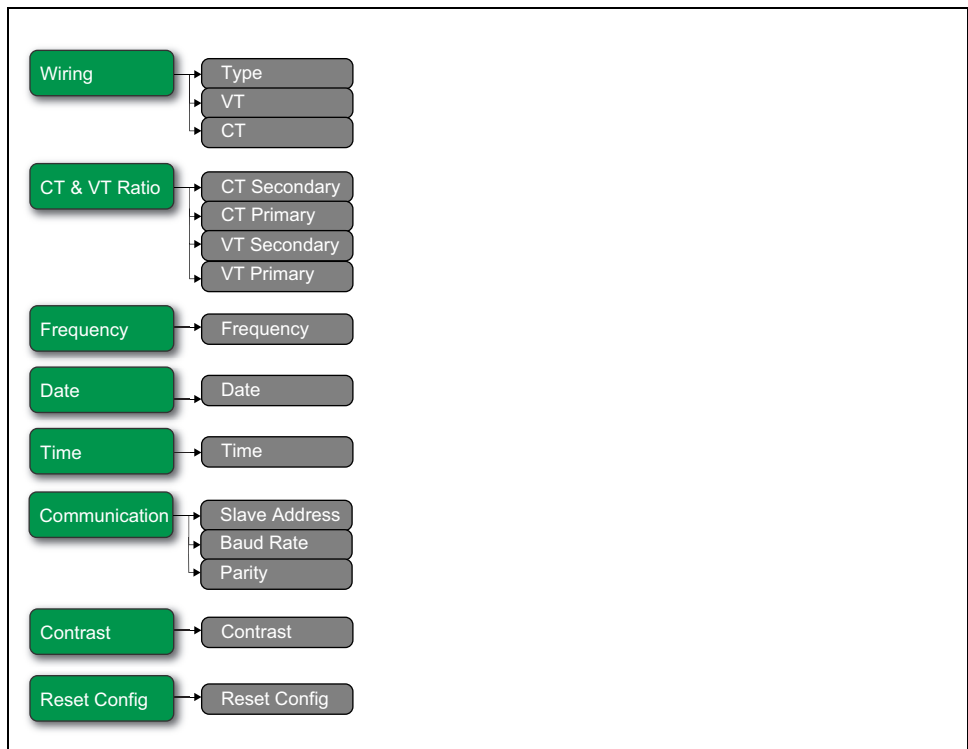 Wiring
Type
VT
CT
CT & VT Ratio
CT Secondary
CT Primary
VT Secondary
VT Primary
Frequency
Frequency
Date
Date
Time
Time
Communication
Slave Address
Baud Rate
Parity
Contrast
Contrast
Reset Config
Reset Config